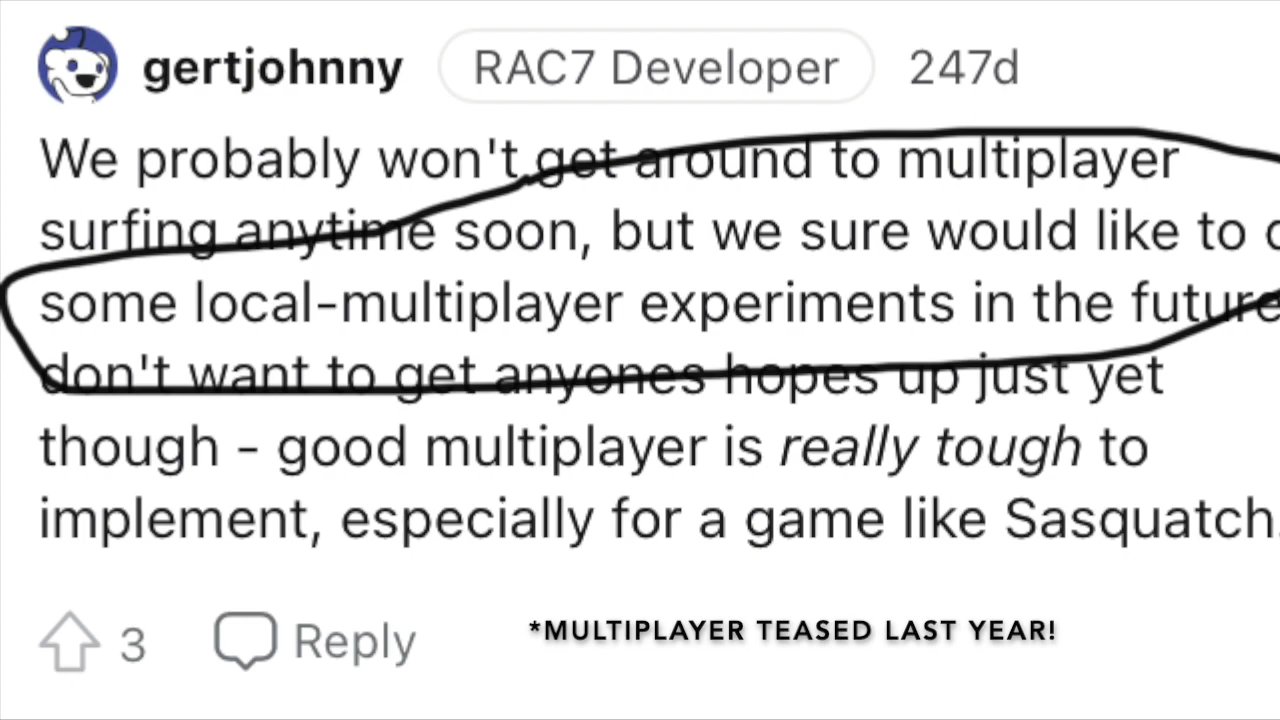 gertjohnny RAC7 Developer 247d
We probably won't get around to multiplayer
surfing anytime soon, but we sure would like to
some local-multiplayer experiments in the future
don't want to get anyones hopes up just yet
though - good multiplayer is really tough to
implement, especially for a game like Sasquatch.
3 Reply
*MULTIPLAYER TEASED LAST YEAR!